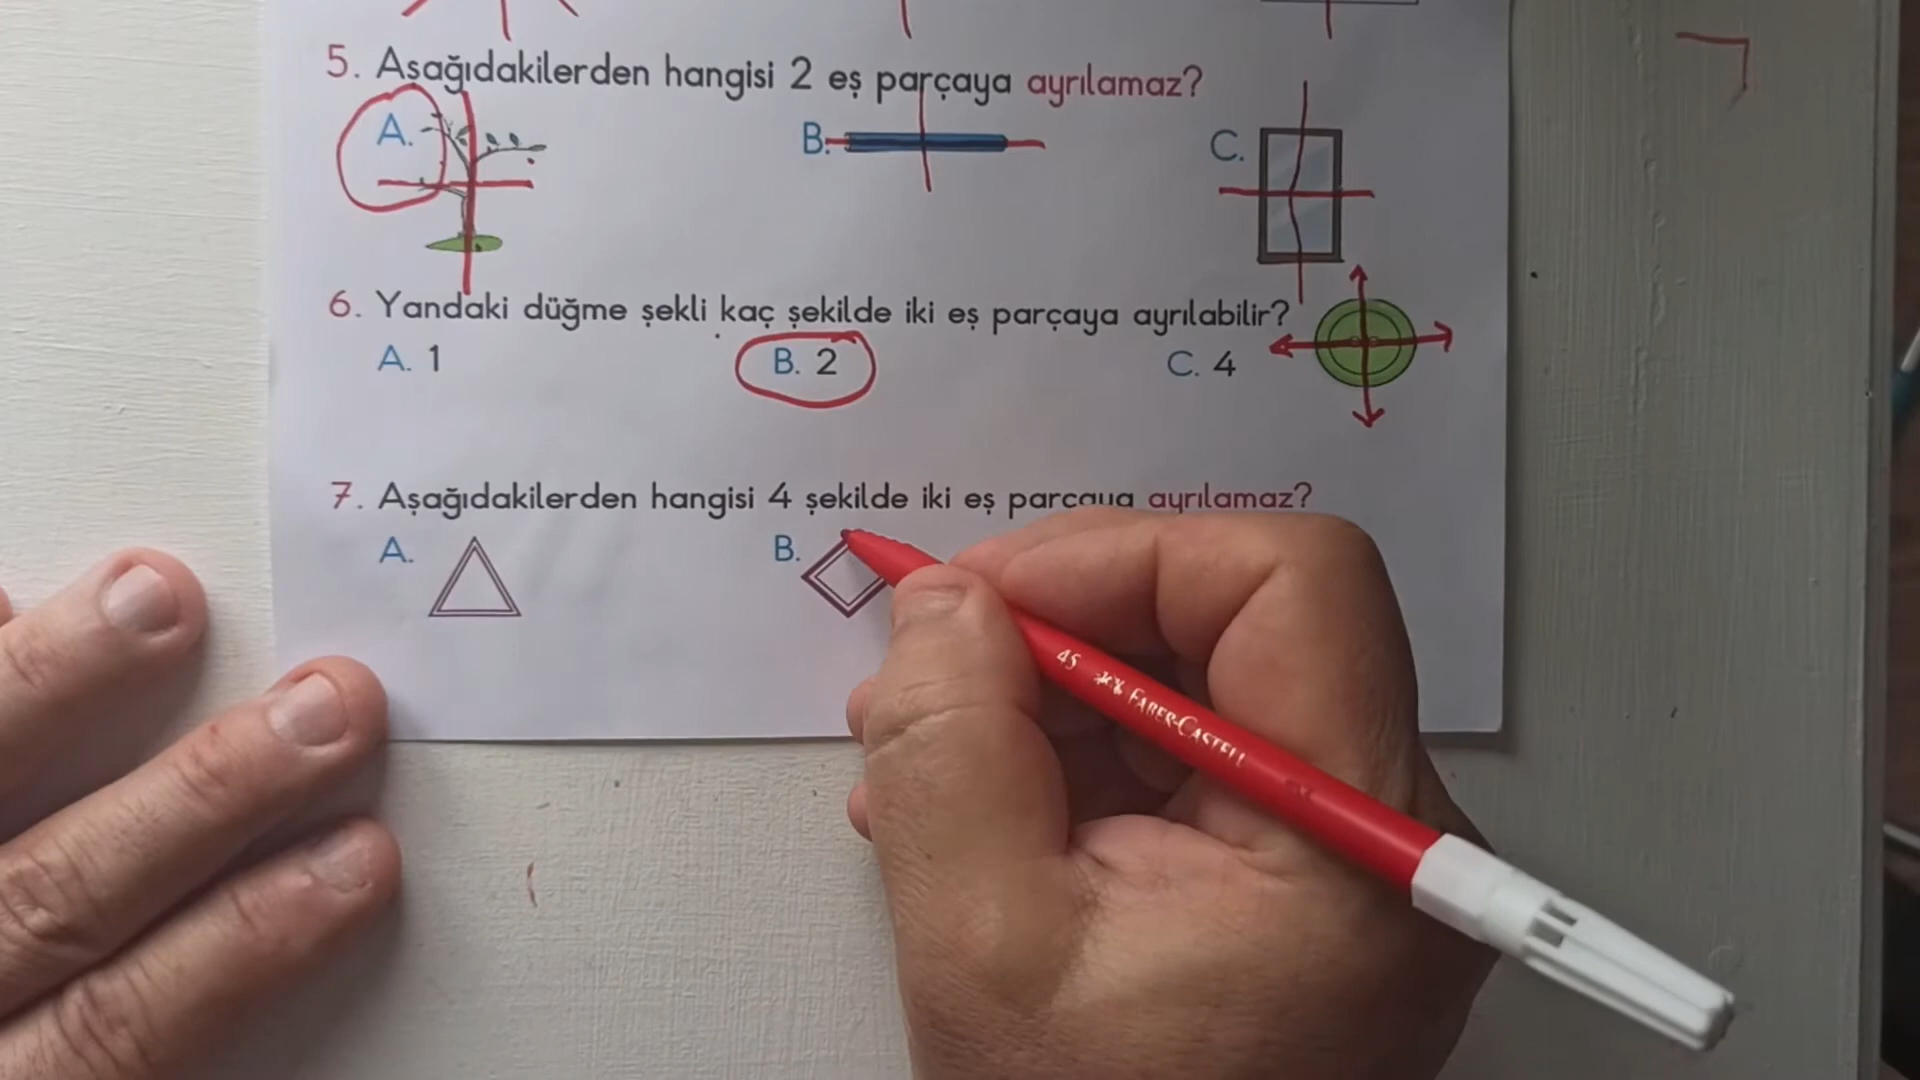 5. Aşağıdakilerden hangisi 2 eş parçaya ayrılamaz?
A.
B.
C.
6. Yandaki düğme şekli kaç şekilde iki eş parçaya ayrılabilir?
A. 1
B. 2
C. 4
7. Aşağıdakilerden hangisi 4 şekilde iki eş parçaya ayrılamaz?
A.
B.
45 FABER-CASTELL